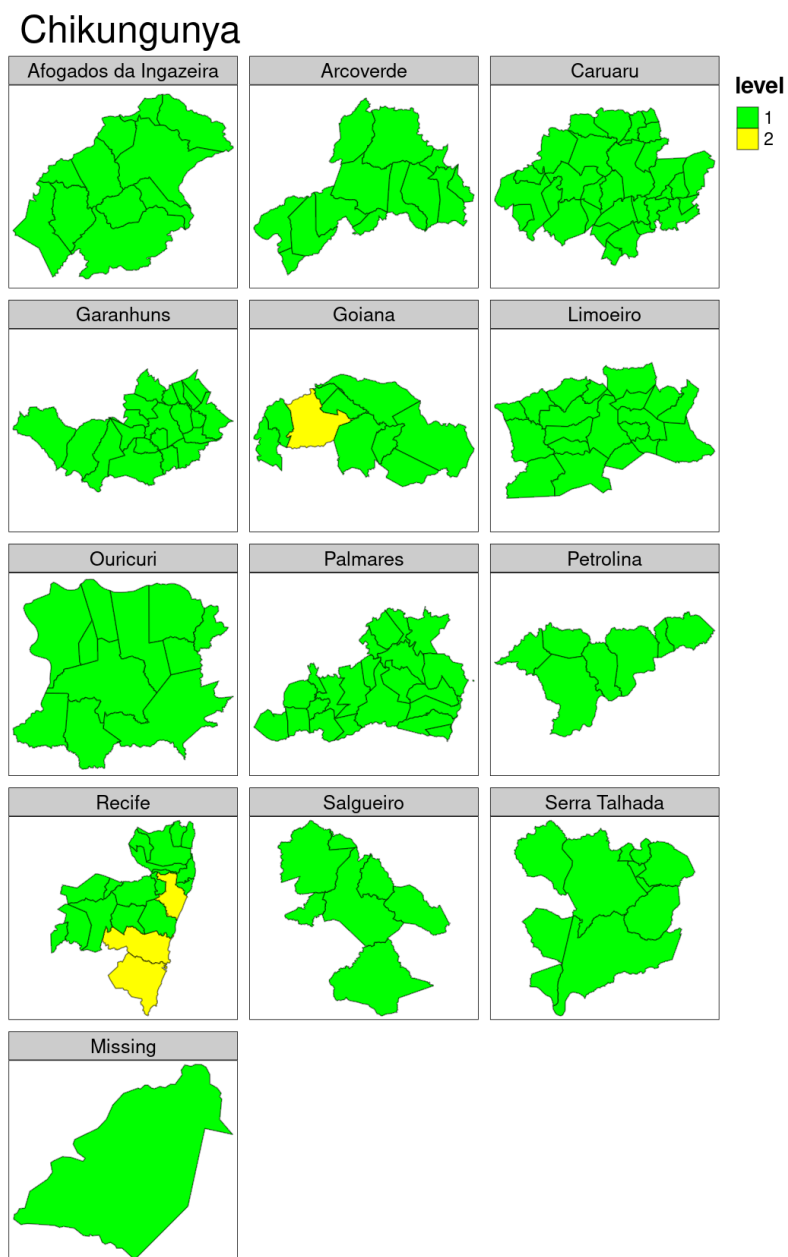 Chikungunya
Afogados da Ingazeira
Arcoverde
Caruaru
level
1
2
Garanhuns
Goiana
Limoeiro
Ouricuri
Palmares
Petrolina
Recife
Salgueiro
Serra Talhada
Missing